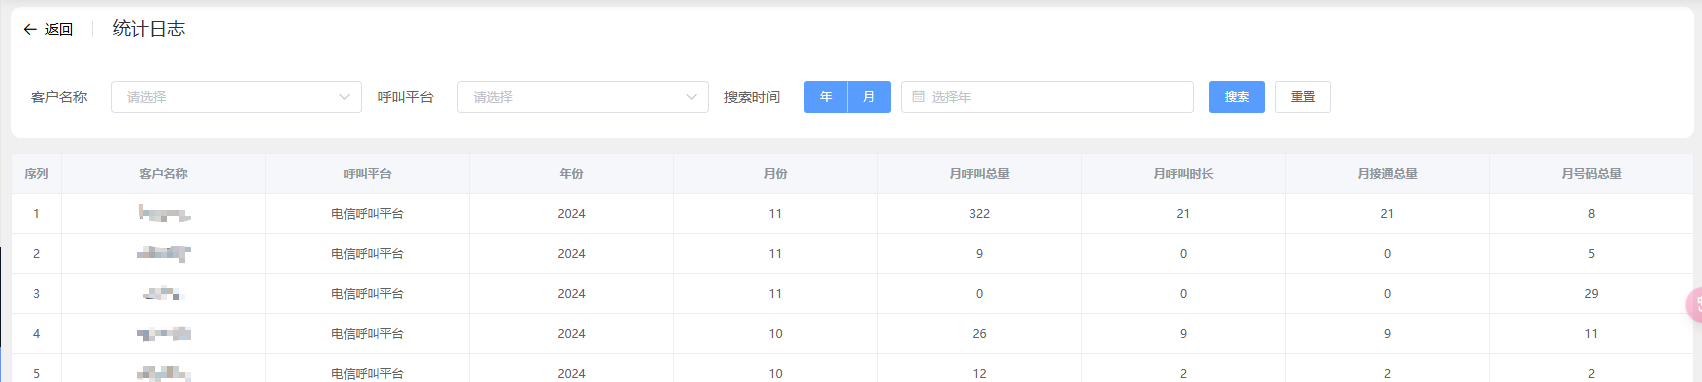 返回 统计日志
客户名称 请选择 呼叫平台 请选择 搜索时间 年 月 选择年 搜索 重置
序列 客户名称 呼叫平台 年份 月份 月呼叫总量 月呼叫时长 月接通总量 月号码总量
1 电信呼叫平台 2024 11 322 21 21 8
2 电信呼叫平台 2024 11 9 0 0 5
3 电信呼叫平台 2024 11 0 0 0 29
4 电信呼叫平台 2024 10 26 9 9 11
5 电信呼叫平台 2024 10 12 2 2 2